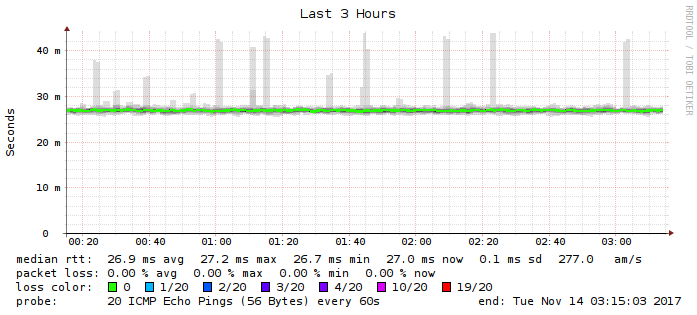 Last 3 Hours
RRDTOOL / TOBI OETIKER
Seconds
40 m
30 m
20 m
10 m
0
00:20 00:40 01:00 01:20 01:40 02:00 02:20 02:40 03:00
median rtt: 26.9 ms avg 27.2 ms max 26.7 ms min 27.0 ms now 0.1 ms sd 277.0 am/s
packet loss: 0.00 % avg 0.00 % max 0.00 % min 0.00 % now
loss color: 0 1/20 2/20 3/20 4/20 10/20 19/20
probe: 20 ICMP Echo Pings (56 Bytes) every 60s end: Tue Nov 14 03:15:03 2017